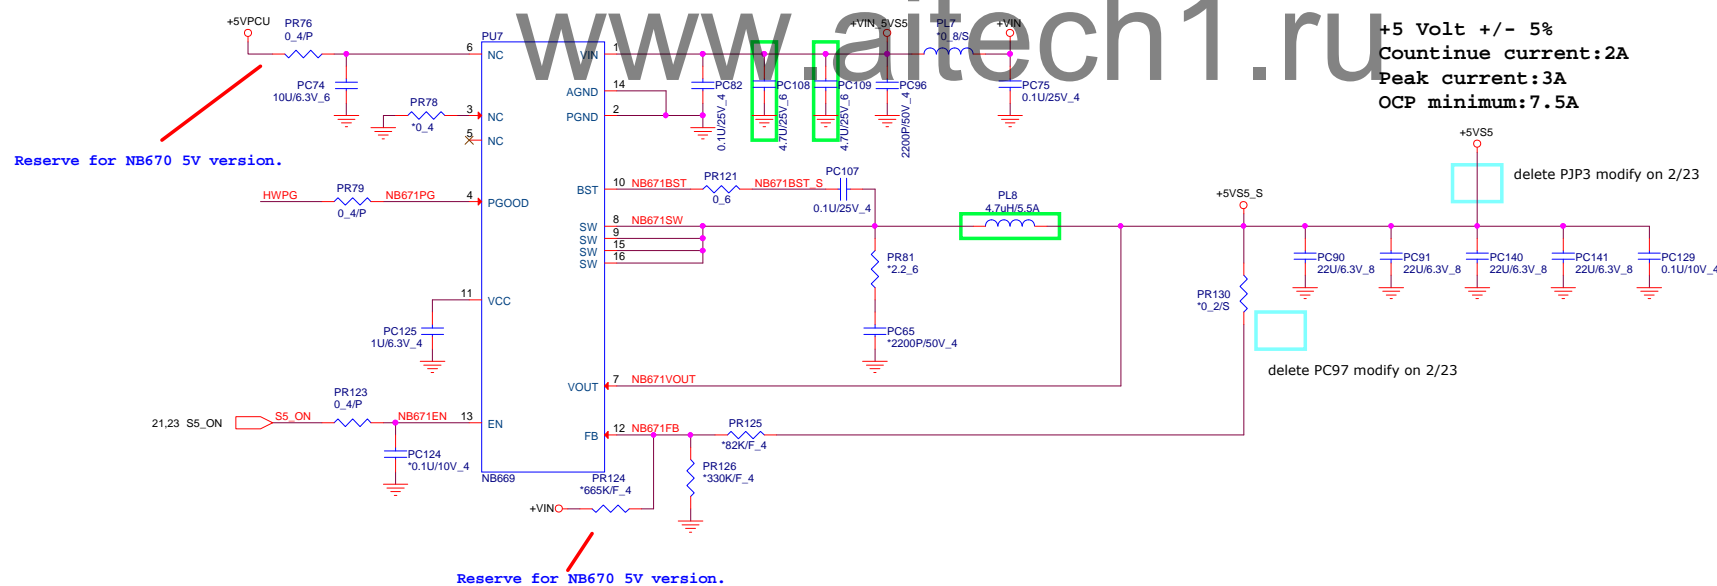 www.aitech1.ru
+5 Volt +/- 5%
Countinue current:2A
Peak current:3A
OCP minimum:7.5A
+5VPCU
PR76
0_4/P
PC74
10U/6.3V_6
PR78
*0_4
Reserve for NB670 5V version.
HWPG
PR79
0_4/P
NB671PG
PC125
1U/6.3V_4
21,23 S5_ON
S5_ON
PR123
0_4/P
NB671EN
PC124
*0.1U/10V_4
PU7
6 NC
3 NC
5 NC
4 PGOOD
11 VCC
13 EN
VIN 1
AGND 14
PGND 2
BST 10
SW 8
SW 9
SW 15
SW 16
VOUT 7
FB 12
NB669
+VIN_5VS5
PL7
*0_8/S
+VIN
PC82
0.1U/25V_4
PC108
4.7U/25V_6
PC109
4.7U/25V_6
PC96
2200P/50V_4
PC75
0.1U/25V_4
NB671BST
PR121
0_6
NB671BST_S
PC107
0.1U/25V_4
NB671SW
PL8
4.7uH/5.5A
PR81
*2.2_6
PC65
*2200P/50V_4
+5VS5_S
+5VS5
delete PJP3 modify on 2/23
PC90
22U/6.3V_8
PC91
22U/6.3V_8
PC140
22U/6.3V_8
PC141
22U/6.3V_8
PC129
0.1U/10V_4
PR130
*0_2/S
delete PC97 modify on 2/23
NB671VOUT
NB671FB
PR125
*82K/F_4
PR126
*330K/F_4
PR124
*665K/F_4
+VIN
Reserve for NB670 5V version.